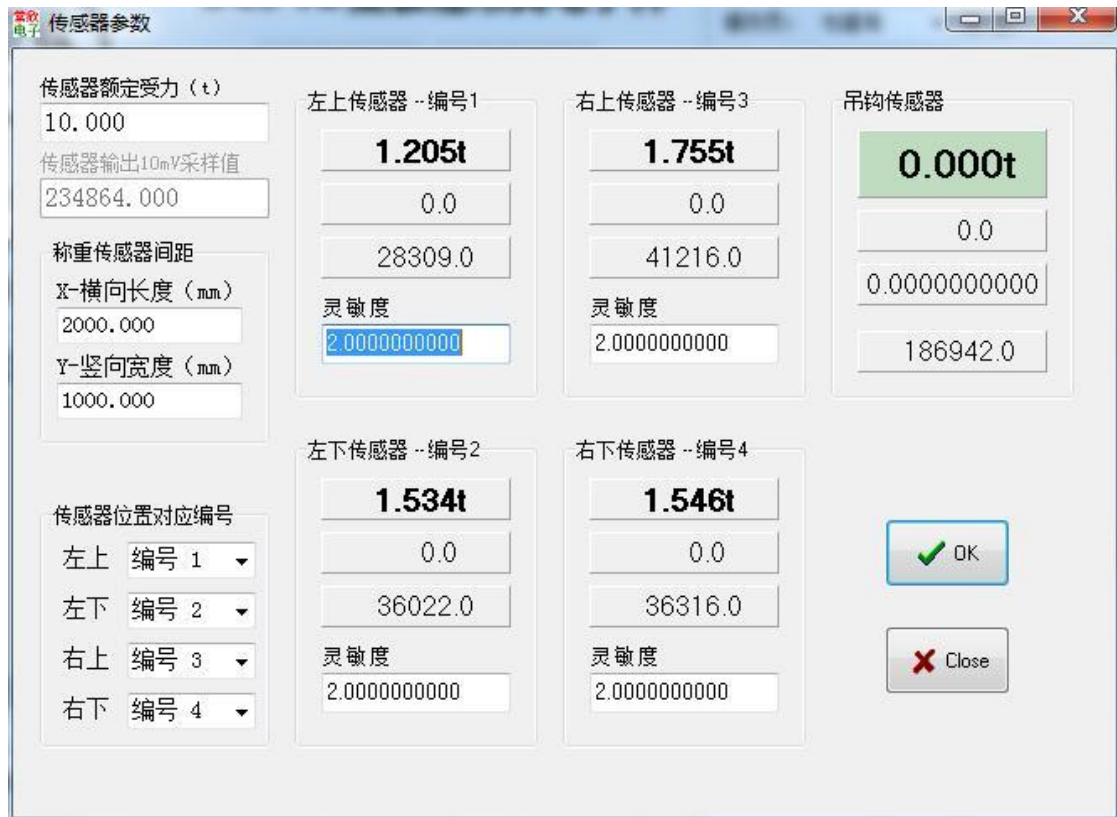 传感器参数
传感器额定受力（t）
10.000
传感器输出10mV采样值
234864.000
称重传感器间距
X-横向长度（mm）
2000.000
Y-竖向宽度（mm）
1000.000
传感器位置对应编号
左上 编号 1
左下 编号 2
右上 编号 3
右下 编号 4
左上传感器--编号1
1.205t
0.0
28309.0
灵敏度
2.0000000000
右上传感器--编号3
1.755t
0.0
41216.0
灵敏度
2.0000000000
吊钩传感器
0.000t
0.0
0.0000000000
186942.0
左下传感器--编号2
1.534t
0.0
36022.0
灵敏度
2.0000000000
右下传感器--编号4
1.546t
0.0
36316.0
灵敏度
2.0000000000
OK
Close